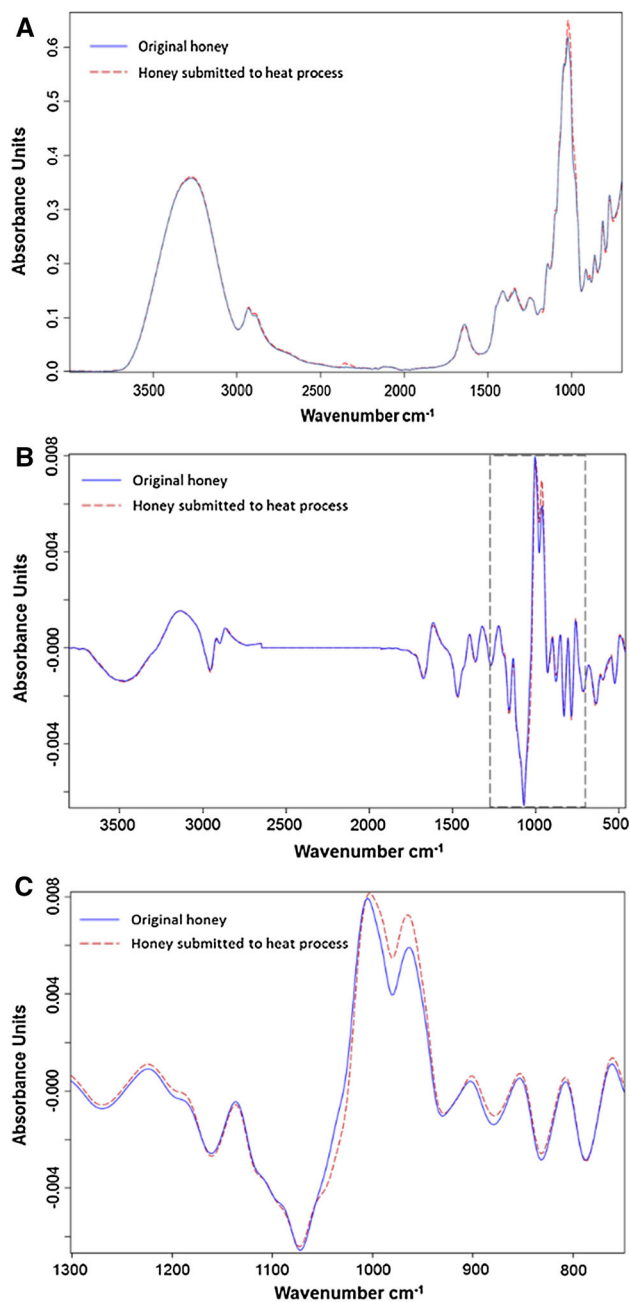 A
Original honey
Honey submitted to heat process
Absorbance Units
0.6
0.5
0.4
0.3
0.2
0.1
0.0
3500 3000 2500 2000 1500 1000
Wavenumber cm⁻¹
B
Original honey
Honey submitted to heat process
Absorbance Units
0.008
0.004
-0.000
-0.004
3500 3000 2500 2000 1500 1000 500
Wavenumber cm⁻¹
C
Original honey
Honey submitted to heat process
Absorbance Units
0.008
0.004
-0.000
-0.004
1300 1200 1100 1000 900 800
Wavenumber cm⁻¹